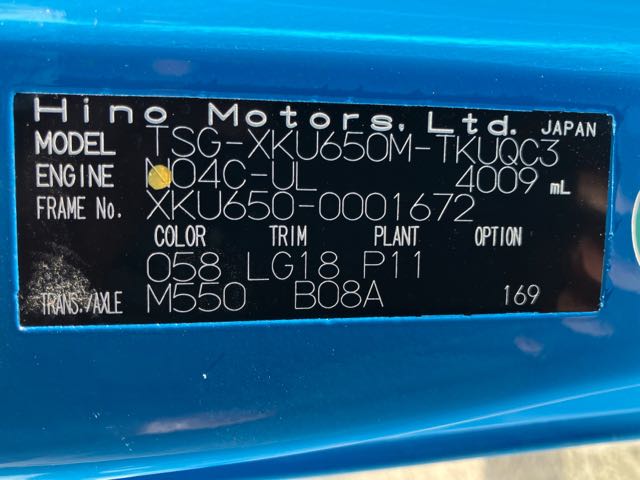 Hino Motors, Ltd. JAPAN
MODEL TSG-XKU650M-TKUQC3
ENGINE N04C-UL 4009 mL
FRAME No. XKU650-0001672
COLOR TRIM PLANT OPTION
058 LG18 P11
TRANS./AXLE M550 B08A 169